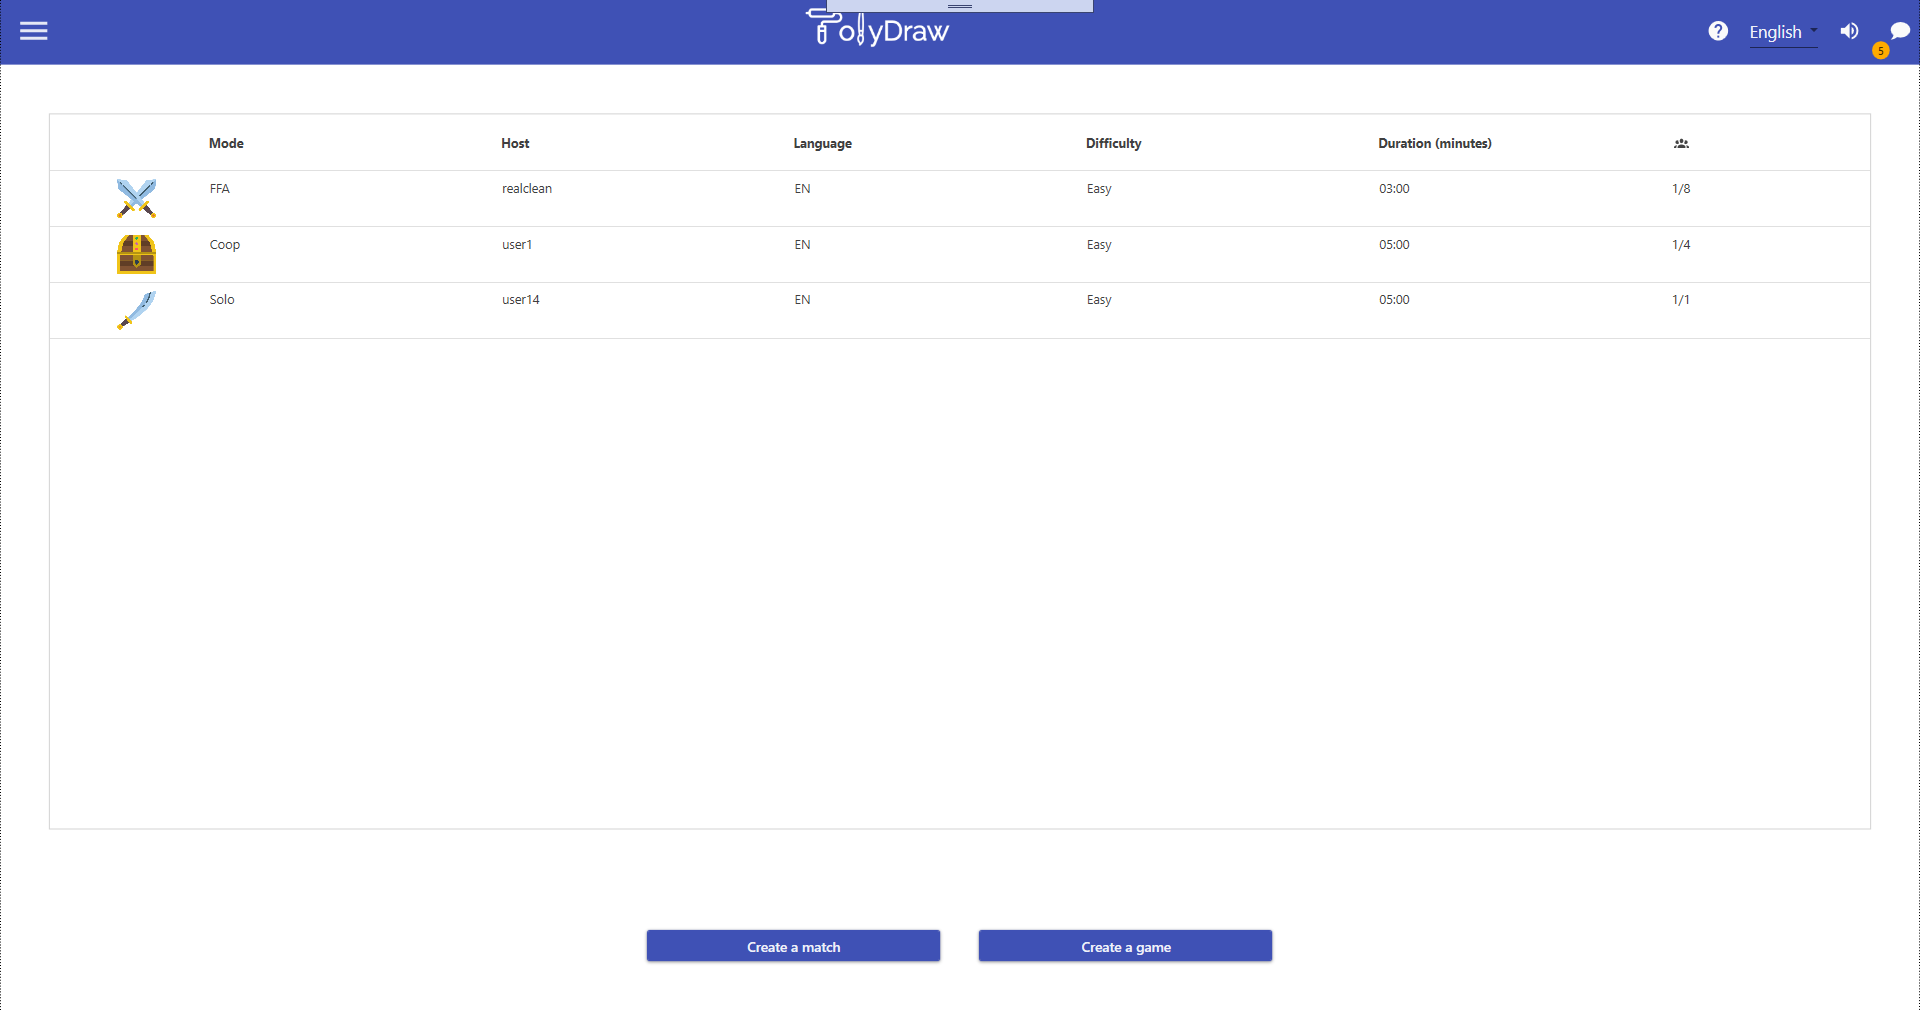 PolyDraw
English
5
Mode Host Language Difficulty Duration (minutes)
FFA realclean EN Easy 03:00 1/8
Coop user1 EN Easy 05:00 1/4
Solo user14 EN Easy 05:00 1/1
Create a match Create a game